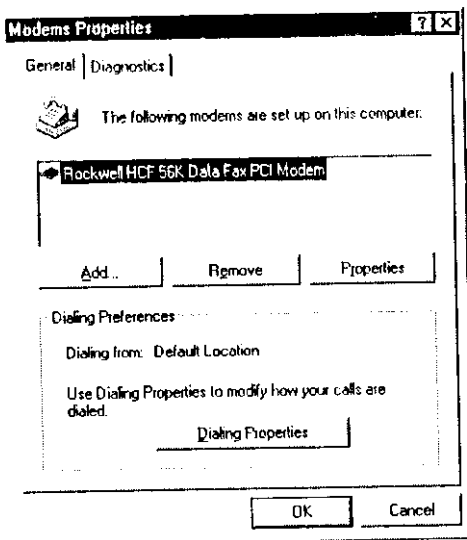 Modems Properties ? ×
General Diagnostics
The following modems are set up on this computer:
Rockwell HCF 56K Data Fax PCI Modem
Add... Remove Properties
Dialing Preferences
Dialing from: Default Location
Use Dialing Properties to modify how your calls are
dialed.
Dialing Properties
OK Cancel